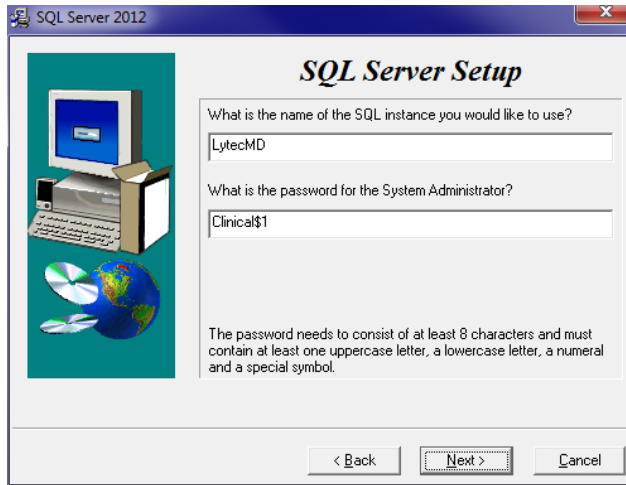 SQL Server 2012
SQL Server Setup
What is the name of the SQL instance you would like to use?
LytecMD
What is the password for the System Administrator?
Clinical$1
The password needs to consist of at least 8 characters and must
contain at least one uppercase letter, a lowercase letter, a numeral
and a special symbol.
< Back
Next >
Cancel